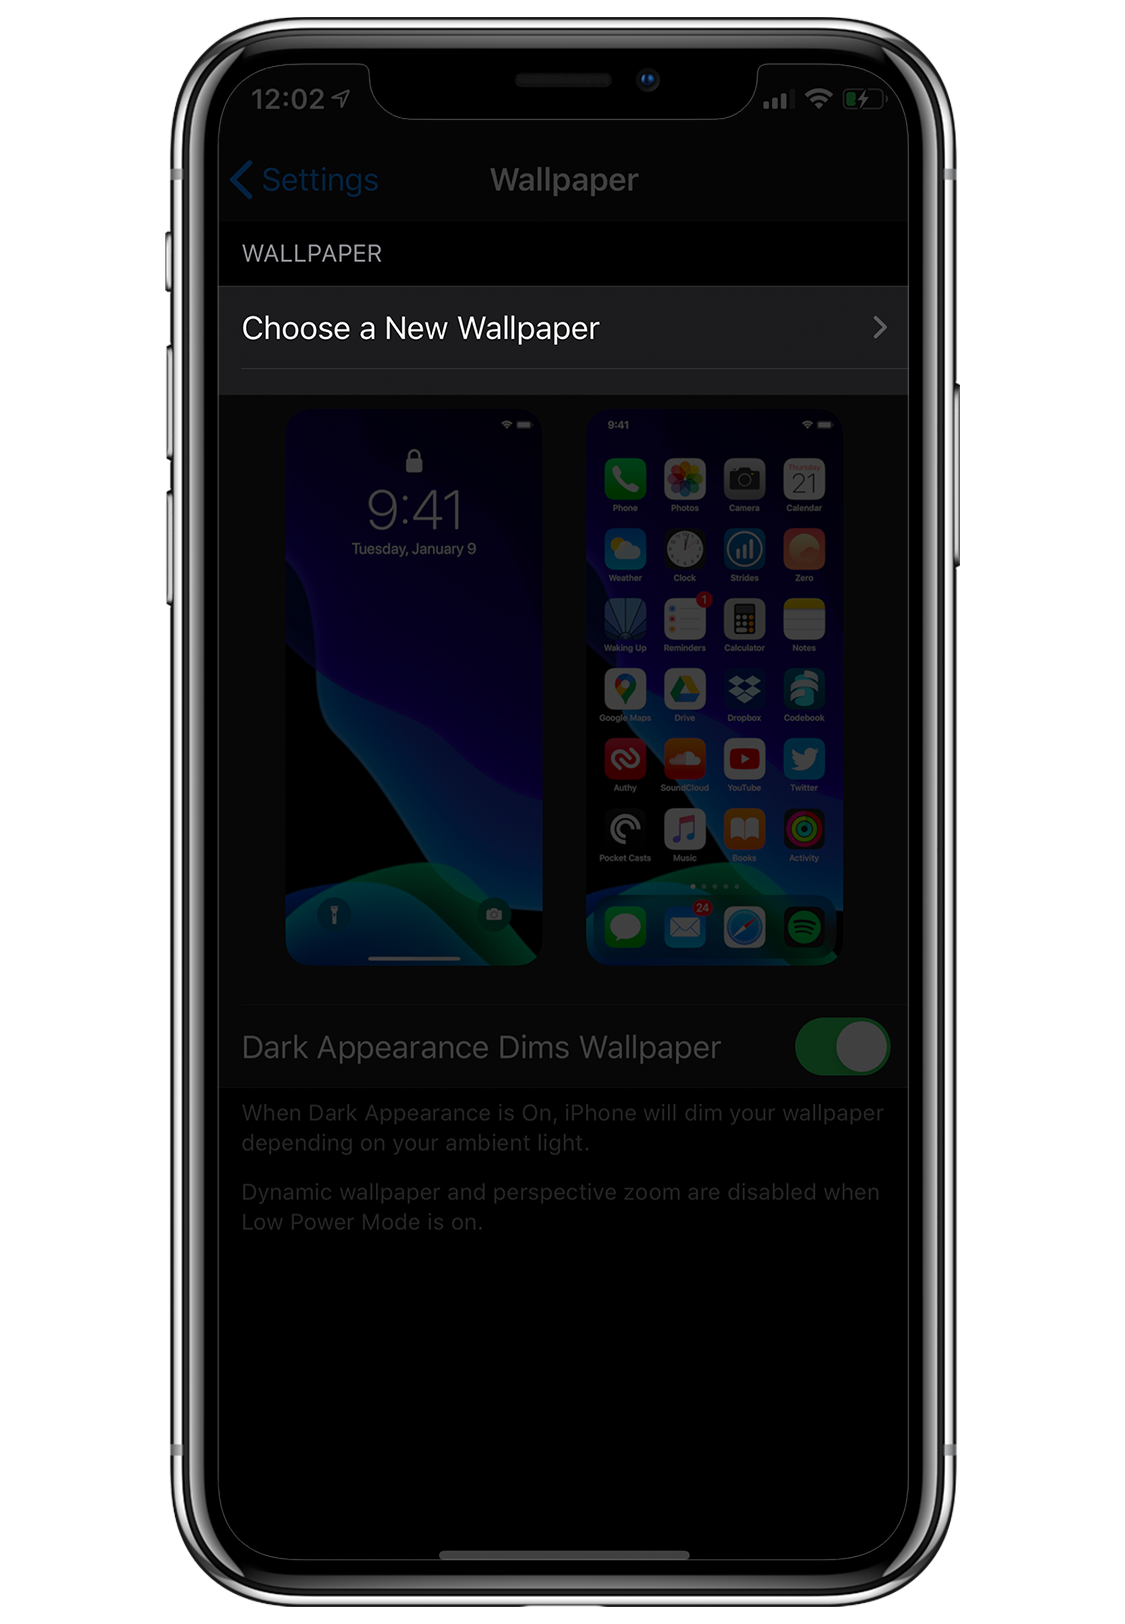 12:02
Settings
Wallpaper
WALLPAPER
Choose a New Wallpaper
9:41
Tuesday, January 9
9:41
Thursday
21
Phone Photos Camera Calendar
Weather Clock Strides Zero
1
Waking Up Reminders Calculator Notes
Google Maps Drive Dropbox Codebook
Authy SoundCloud YouTube Twitter
Pocket Casts Music Books Activity
24
Dark Appearance Dims Wallpaper
When Dark Appearance is On, iPhone will dim your wallpaper
depending on your ambient light.
Dynamic wallpaper and perspective zoom are disabled when
Low Power Mode is on.